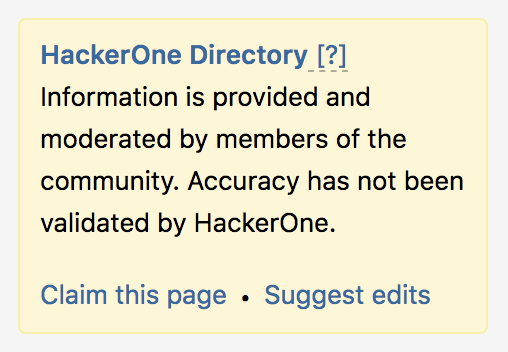 HackerOne Directory [?]
Information is provided and
moderated by members of the
community. Accuracy has not been
validated by HackerOne.
Claim this page • Suggest edits